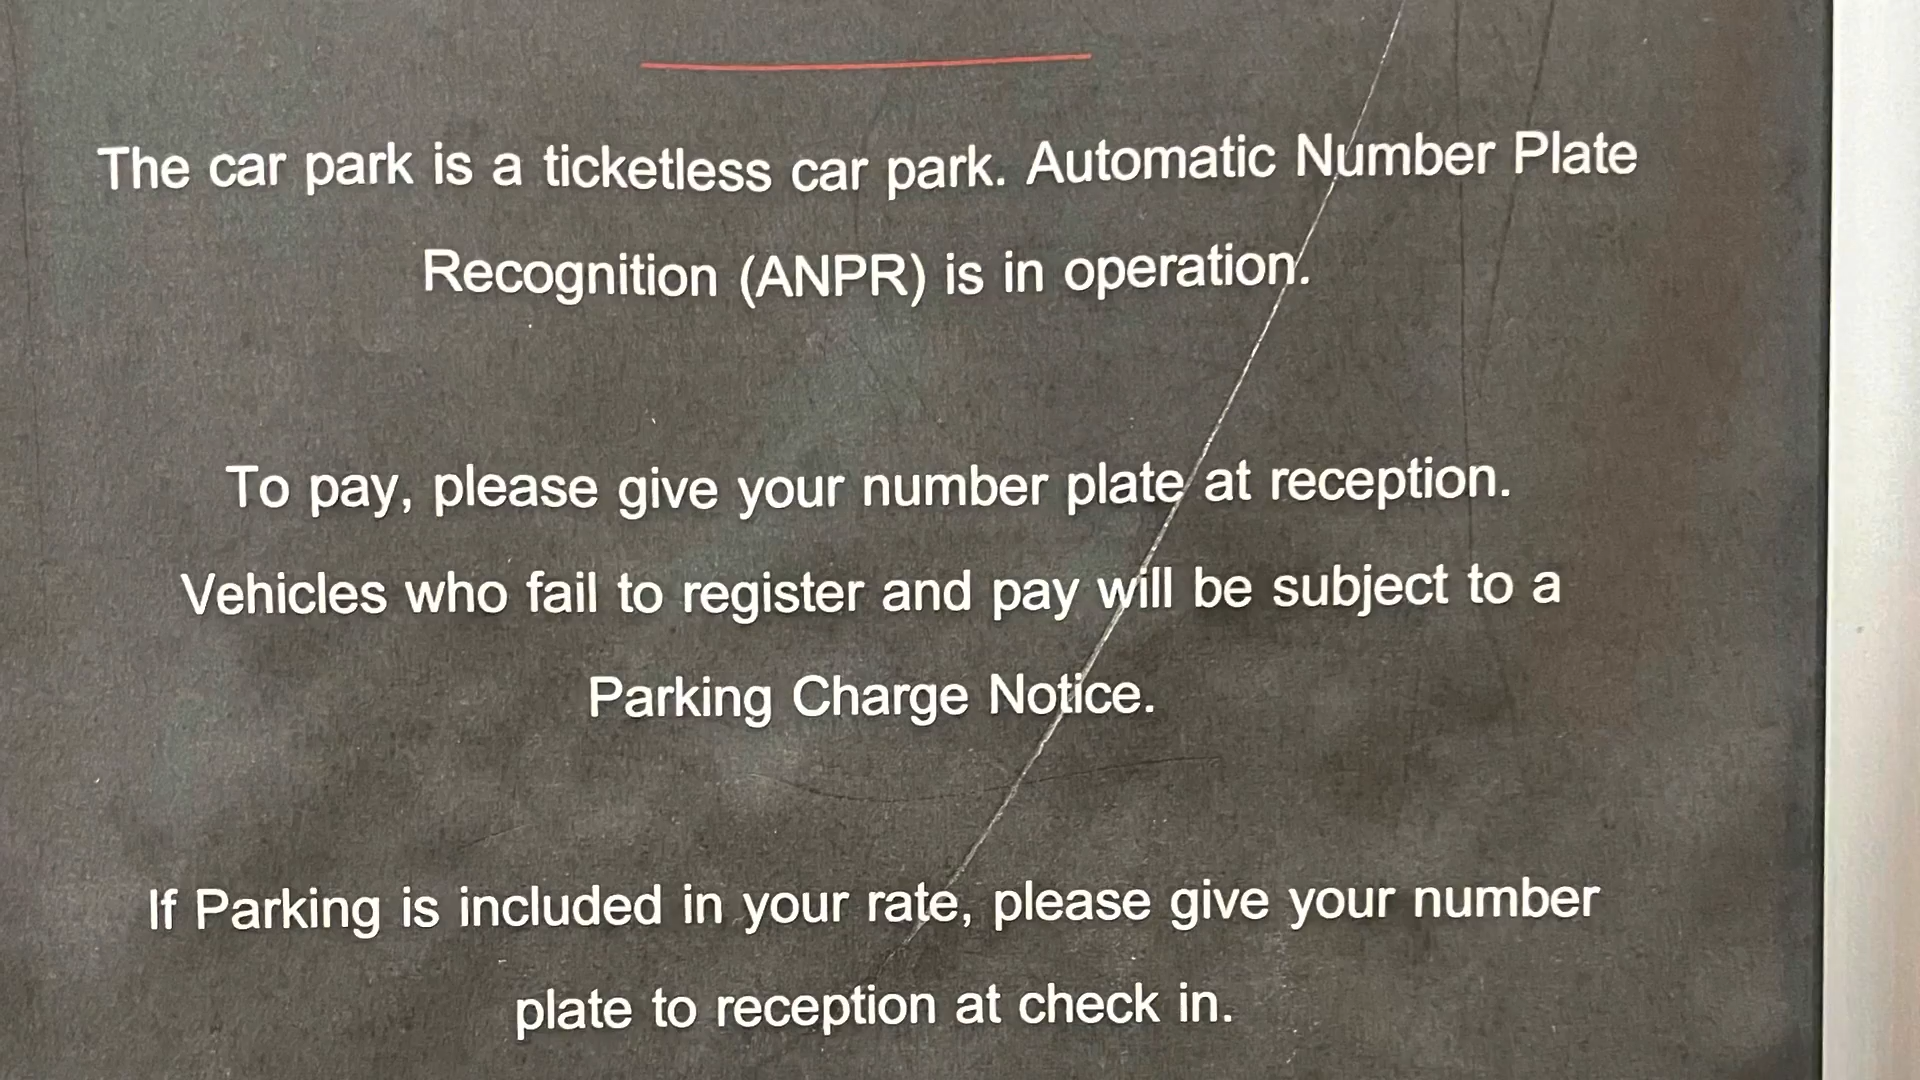 The car park is a ticketless car park. Automatic Number Plate
Recognition (ANPR) is in operation.
To pay, please give your number plate at reception.
Vehicles who fail to register and pay will be subject to a
Parking Charge Notice.
If Parking is included in your rate, please give your number
plate to reception at check in.